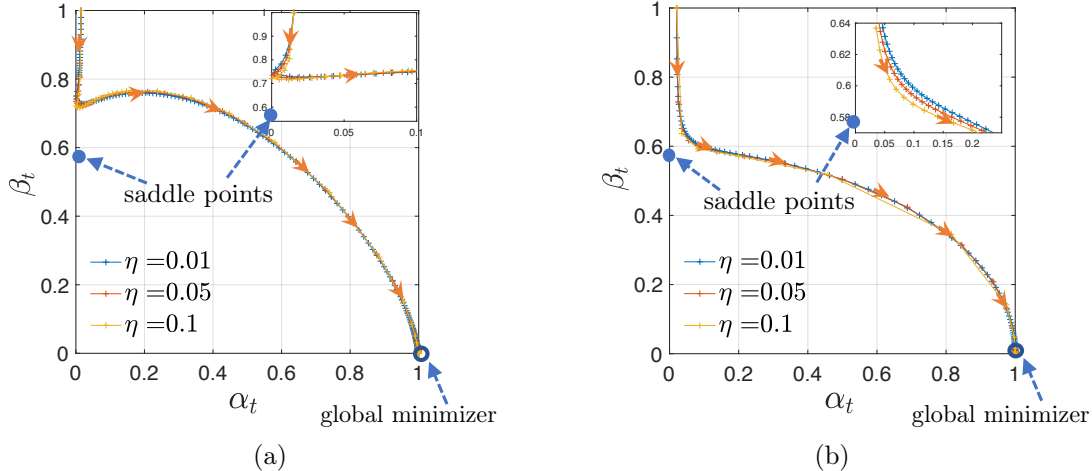 1
0.8
0.6
0.4
0.2
0
β_t
0 0.2 0.4 0.6 0.8 1
α_t
1
0.9
0.8
0.7
0.6
0 0.05 0.1
saddle points
η =0.01
η =0.05
η =0.1
global minimizer
(a)
1
0.8
0.6
0.4
0.2
0
β_t
0 0.2 0.4 0.6 0.8 1
α_t
0.64
0.62
0.6
0.58
0 0.05 0.1 0.15 0.2
saddle points
η =0.01
η =0.05
η =0.1
global minimizer
(b)